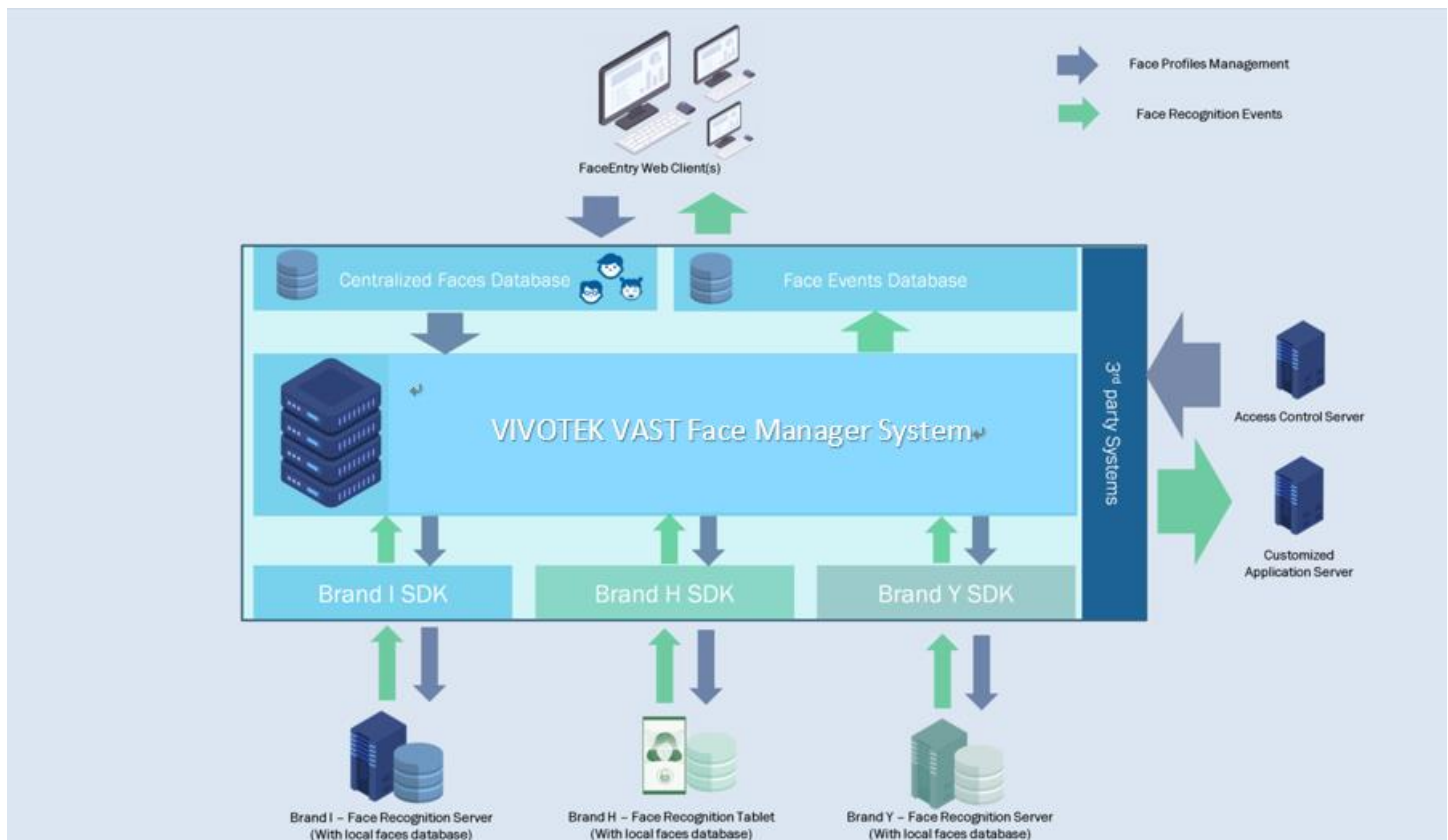 Face Profiles Management
Face Recognition Events
FaceEntry Web Client(s)
Centralized Faces Database
Face Events Database
VIVOTEK VAST Face Manager System
3rd party Systems
Access Control Server
Customized
Application Server
Brand I SDK
Brand H SDK
Brand Y SDK
Brand I – Face Recognition Server
(With local faces database)
Brand H – Face Recognition Tablet
(With local faces database)
Brand Y – Face Recognition Server
(With local faces database)